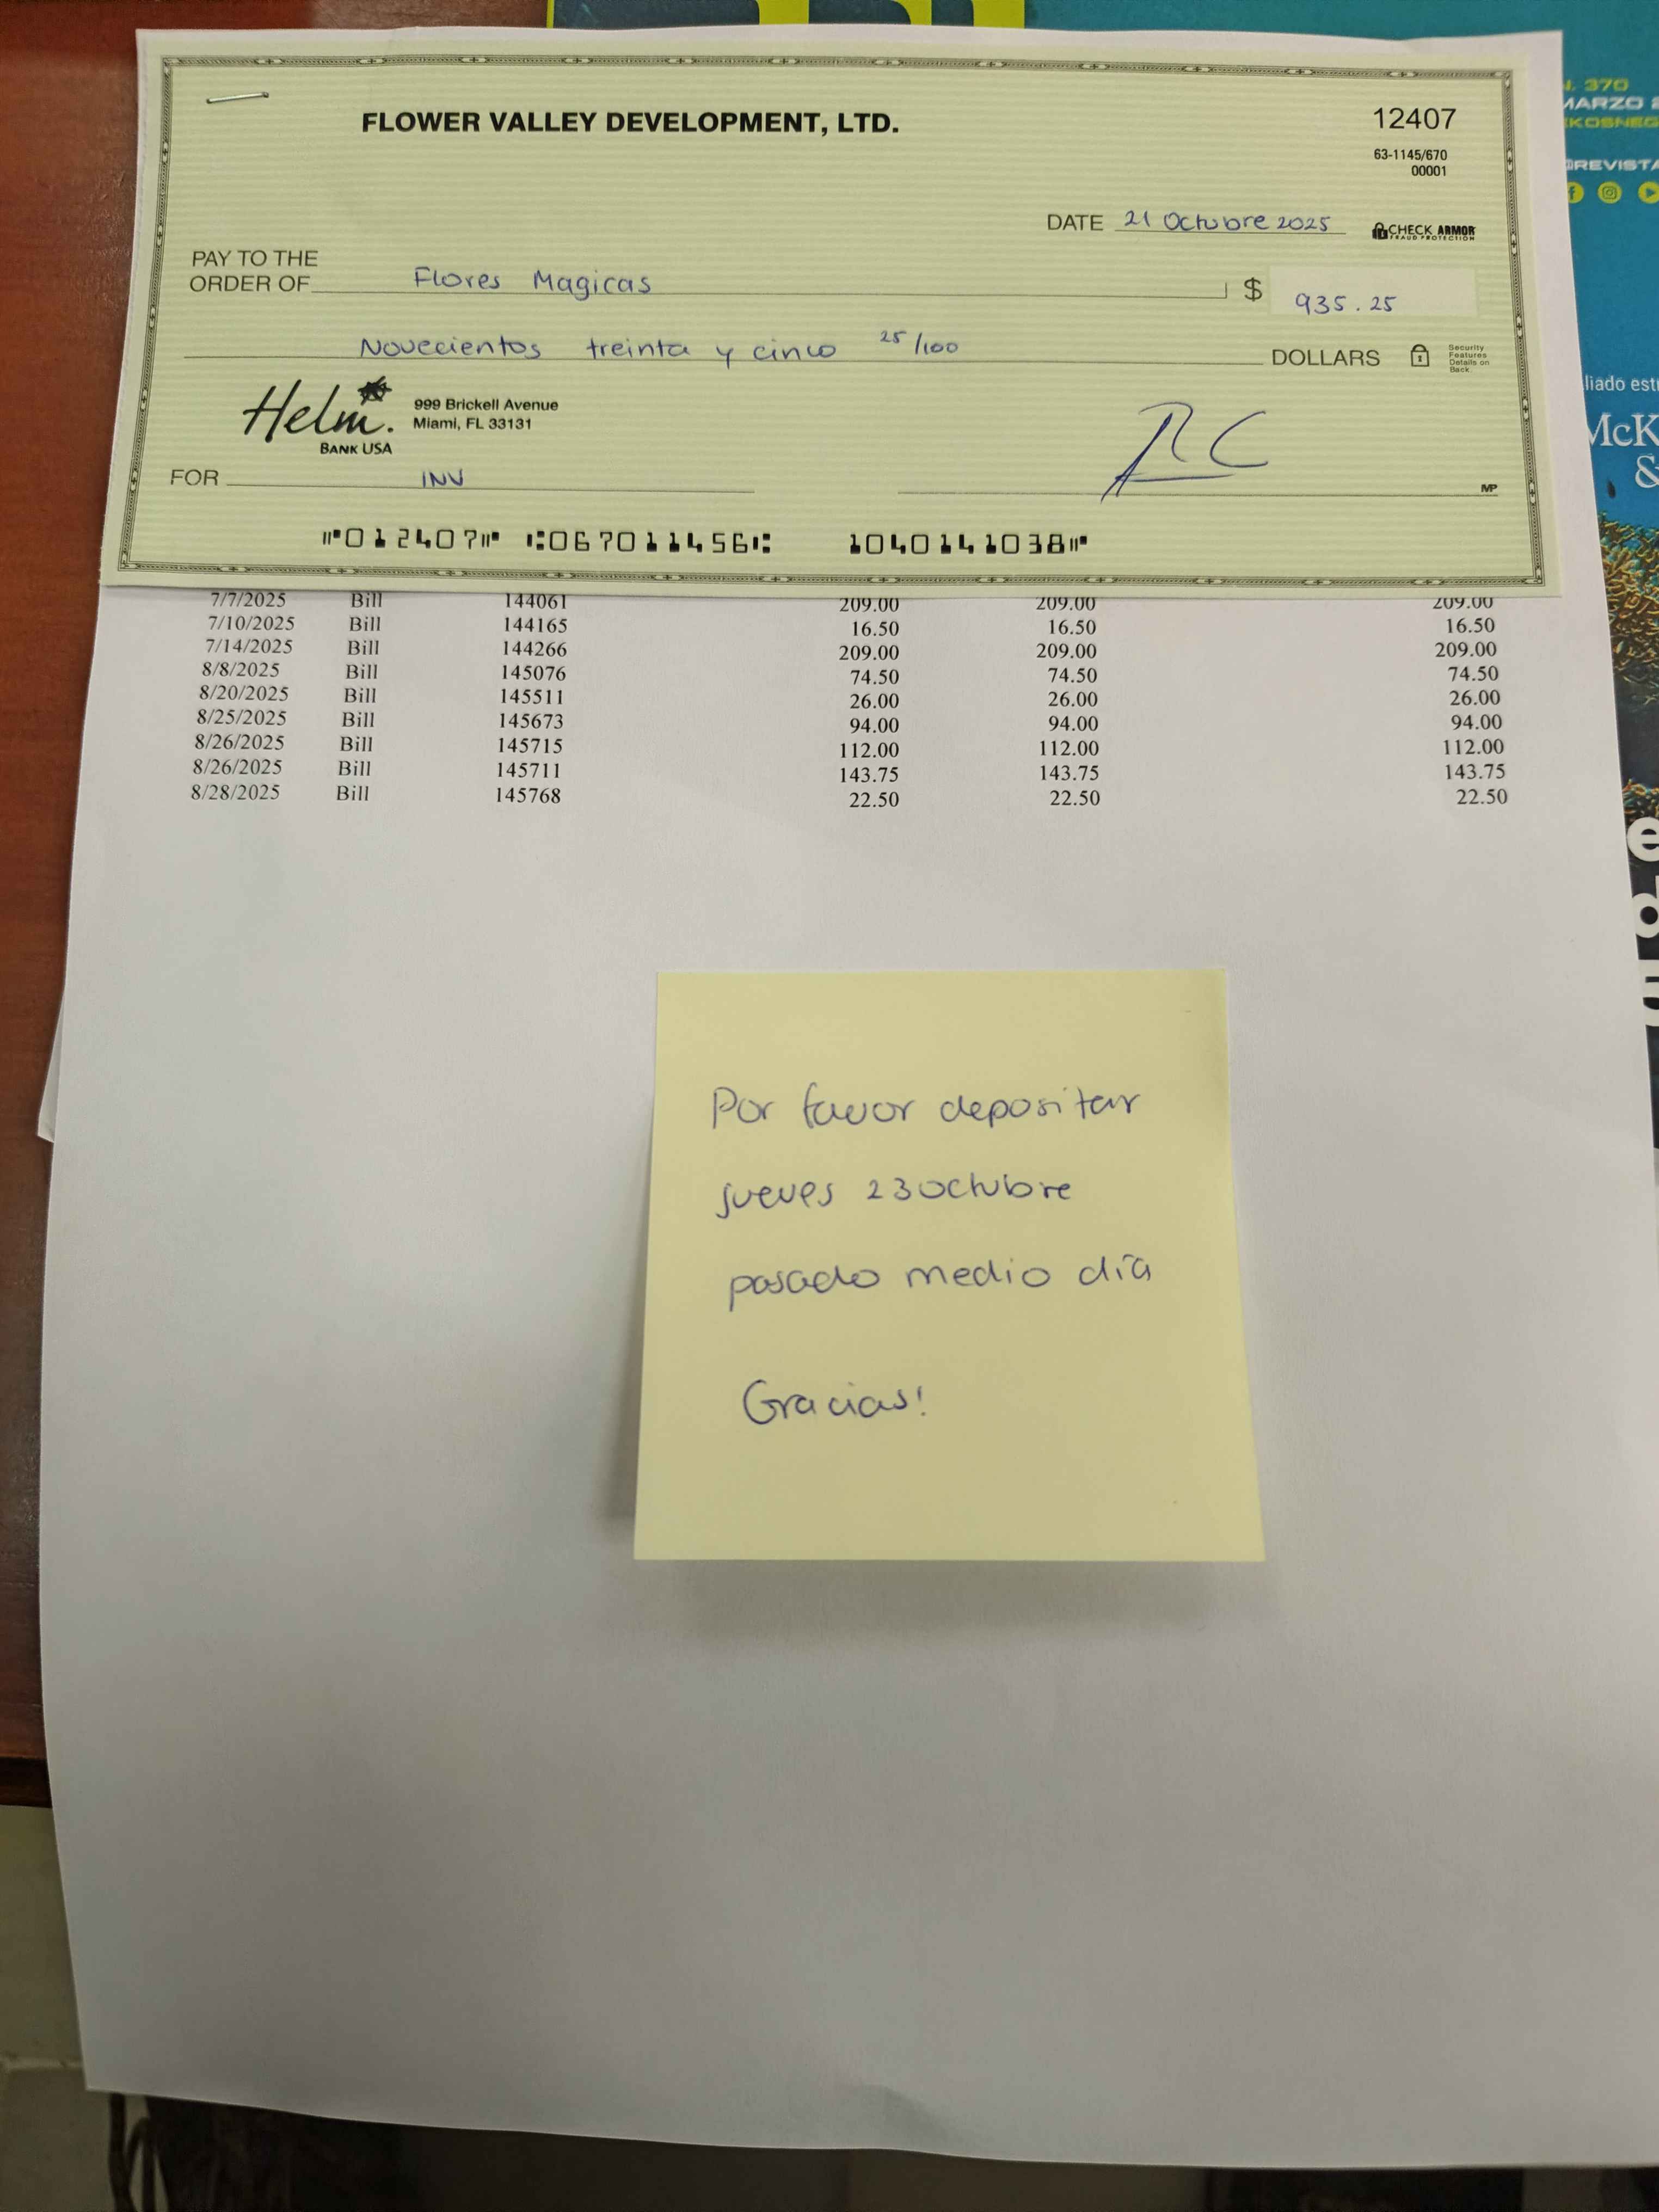 FLOWER VALLEY DEVELOPMENT, LTD.
12407
63-1145/670
00001
DATE 21 Octubre 2025
CHECK ARMOR
FRAUD PROTECTION
PAY TO THE
ORDER OF Flores Magicas $ 935.25
Novecientos treinta y cinco 25/100 DOLLARS
Security
Features
Details on
Back.
Helm.
BANK USA
999 Brickell Avenue
Miami, FL 33131
FOR INV
RC
MP
⑈012407⑈ ⑆067011456⑆ 1040141038⑈
7/7/2025 Bill 144061 209.00 209.00 209.00
7/10/2025 Bill 144165 16.50 16.50 16.50
7/14/2025 Bill 144266 209.00 209.00 209.00
8/8/2025 Bill 145076 74.50 74.50 74.50
8/20/2025 Bill 145511 26.00 26.00 26.00
8/25/2025 Bill 145673 94.00 94.00 94.00
8/26/2025 Bill 145715 112.00 112.00 112.00
8/26/2025 Bill 145711 143.75 143.75 143.75
8/28/2025 Bill 145768 22.50 22.50 22.50
Por favor depositar
jueves 23 octubre
pasado medio día
Gracias!
370
MARZO
KOSNEG
REVISTA
liado
McK
&
e